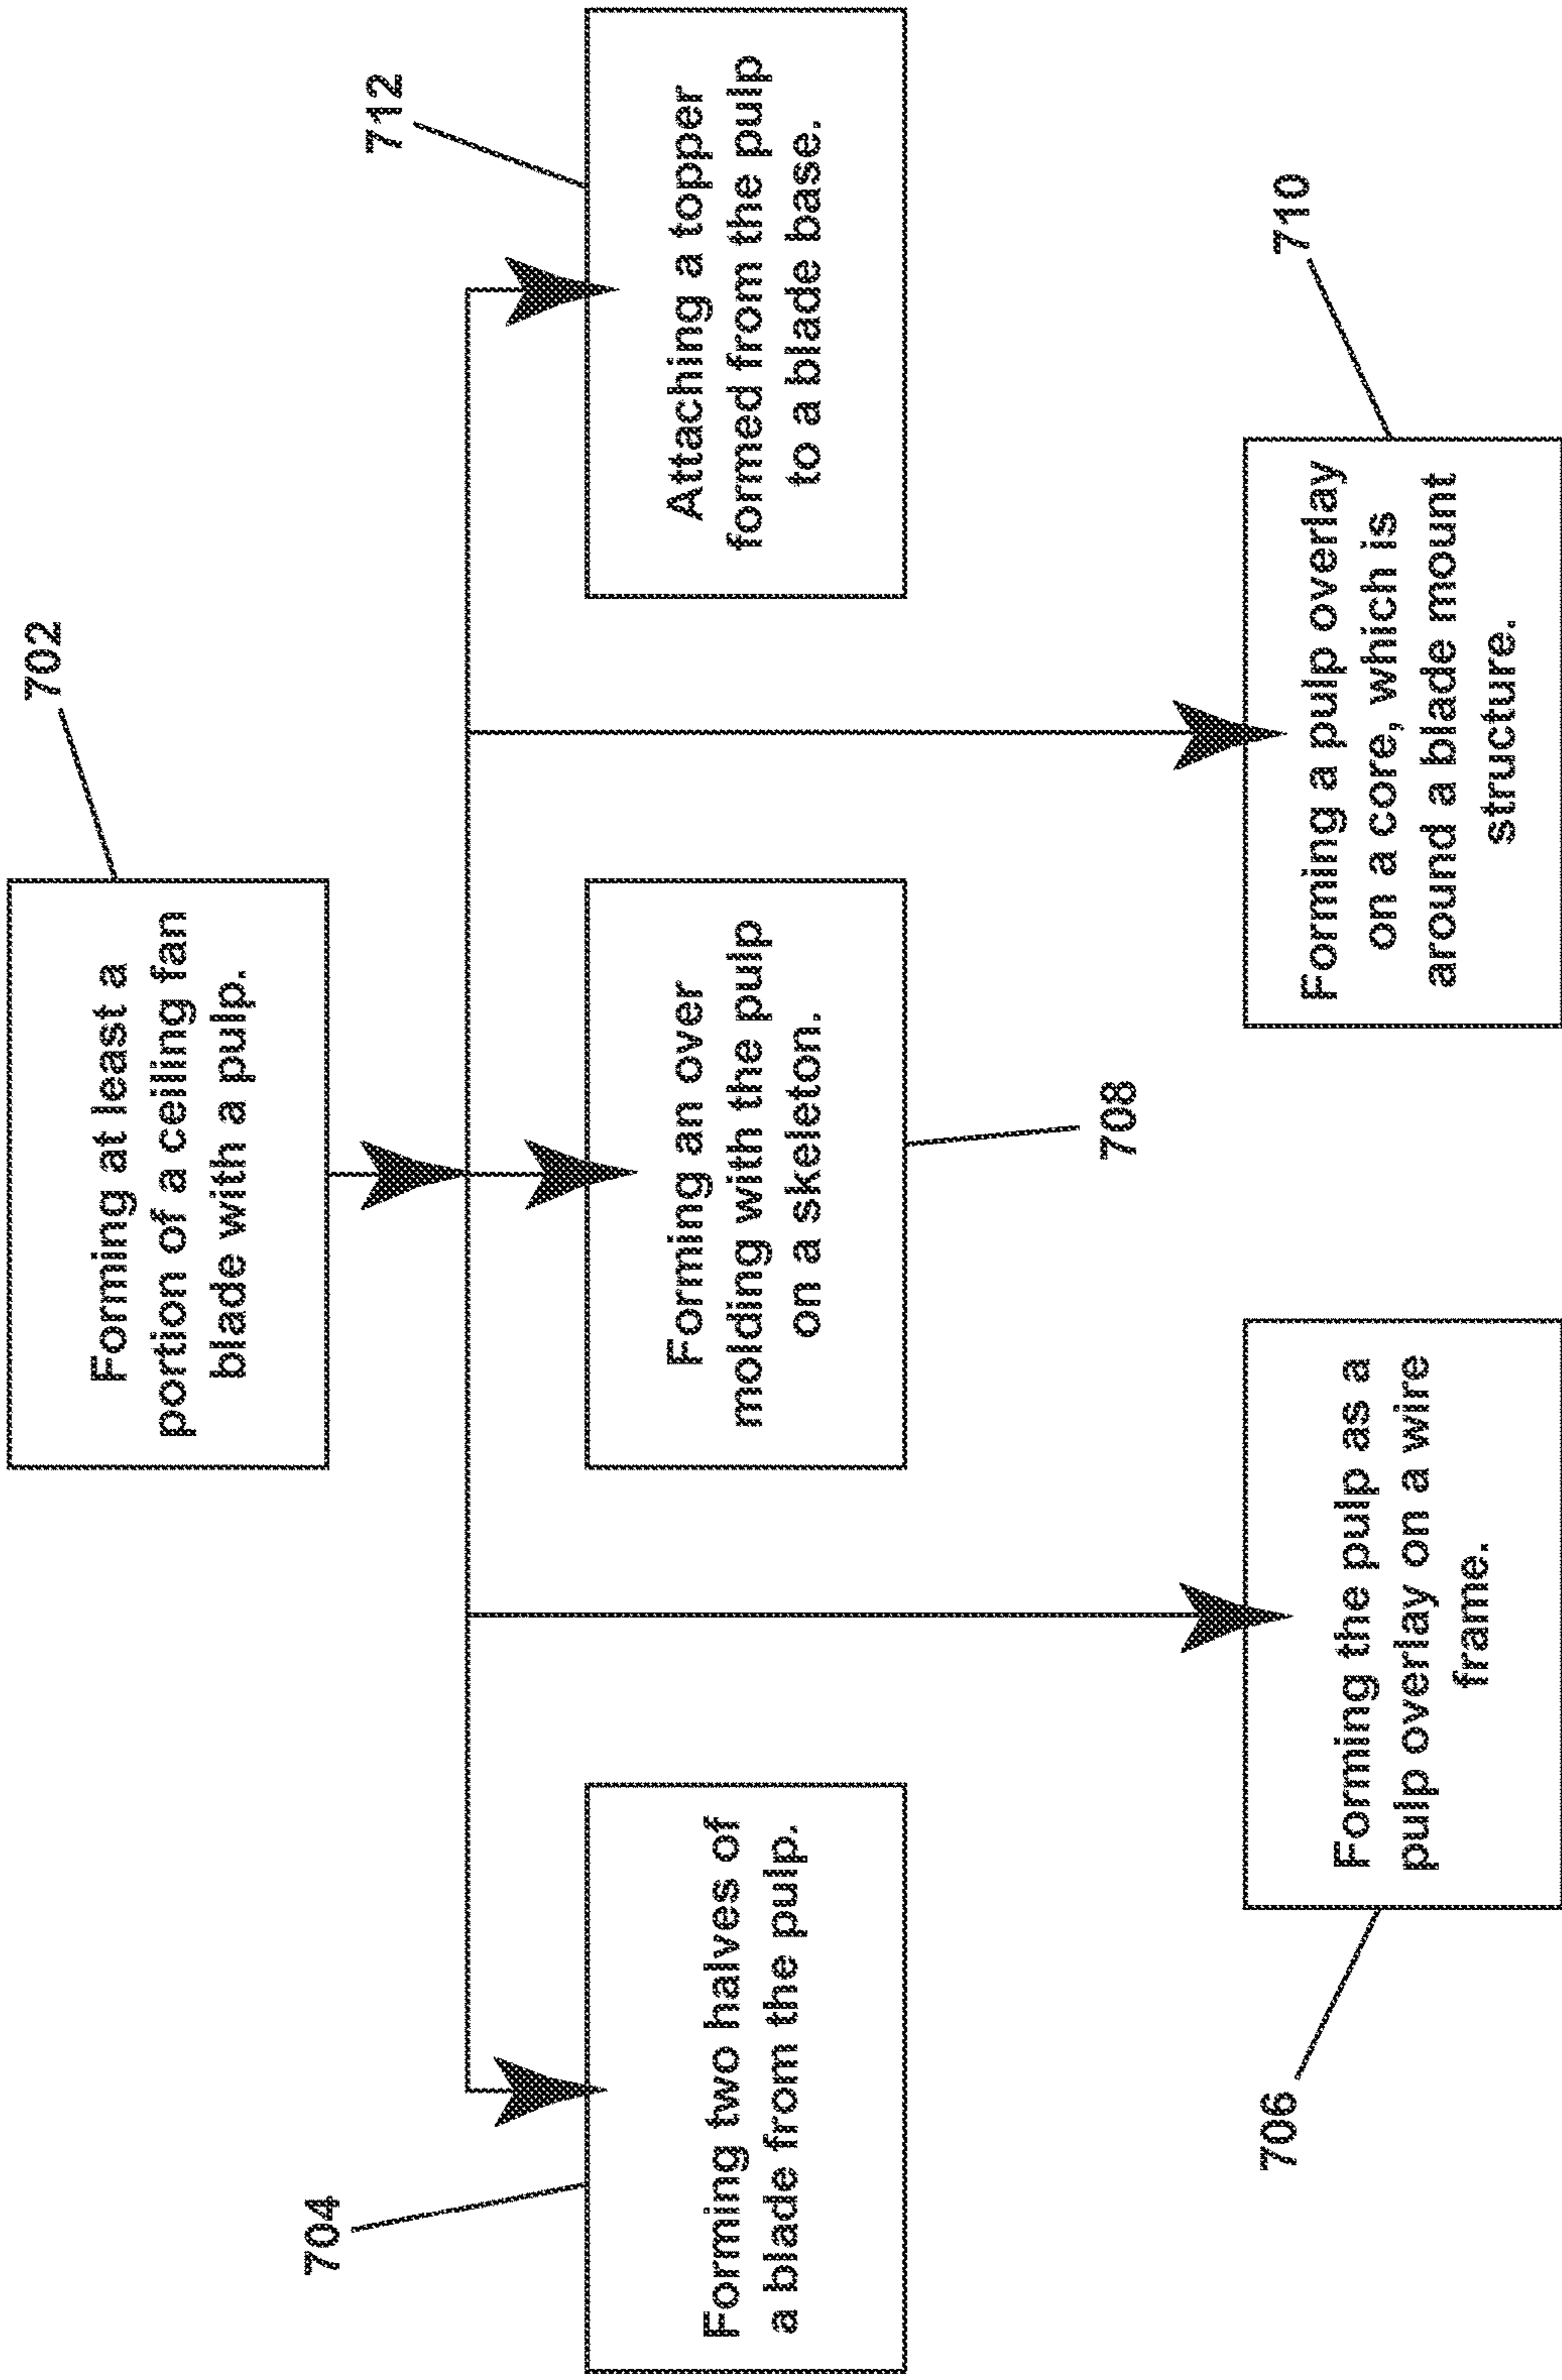 702
Forming at least a
portion of a ceiling fan
blade with a pulp.
704
Forming two halves of
a blade from the pulp.
706
Forming the pulp as a
pulp overlay on a wire
frame.
708
Forming an over
molding with the pulp
on a skeleton.
710
Forming a pulp overlay
on a core, which is
around a blade mount
structure.
712
Attaching a topper
formed from the pulp
to a blade base.